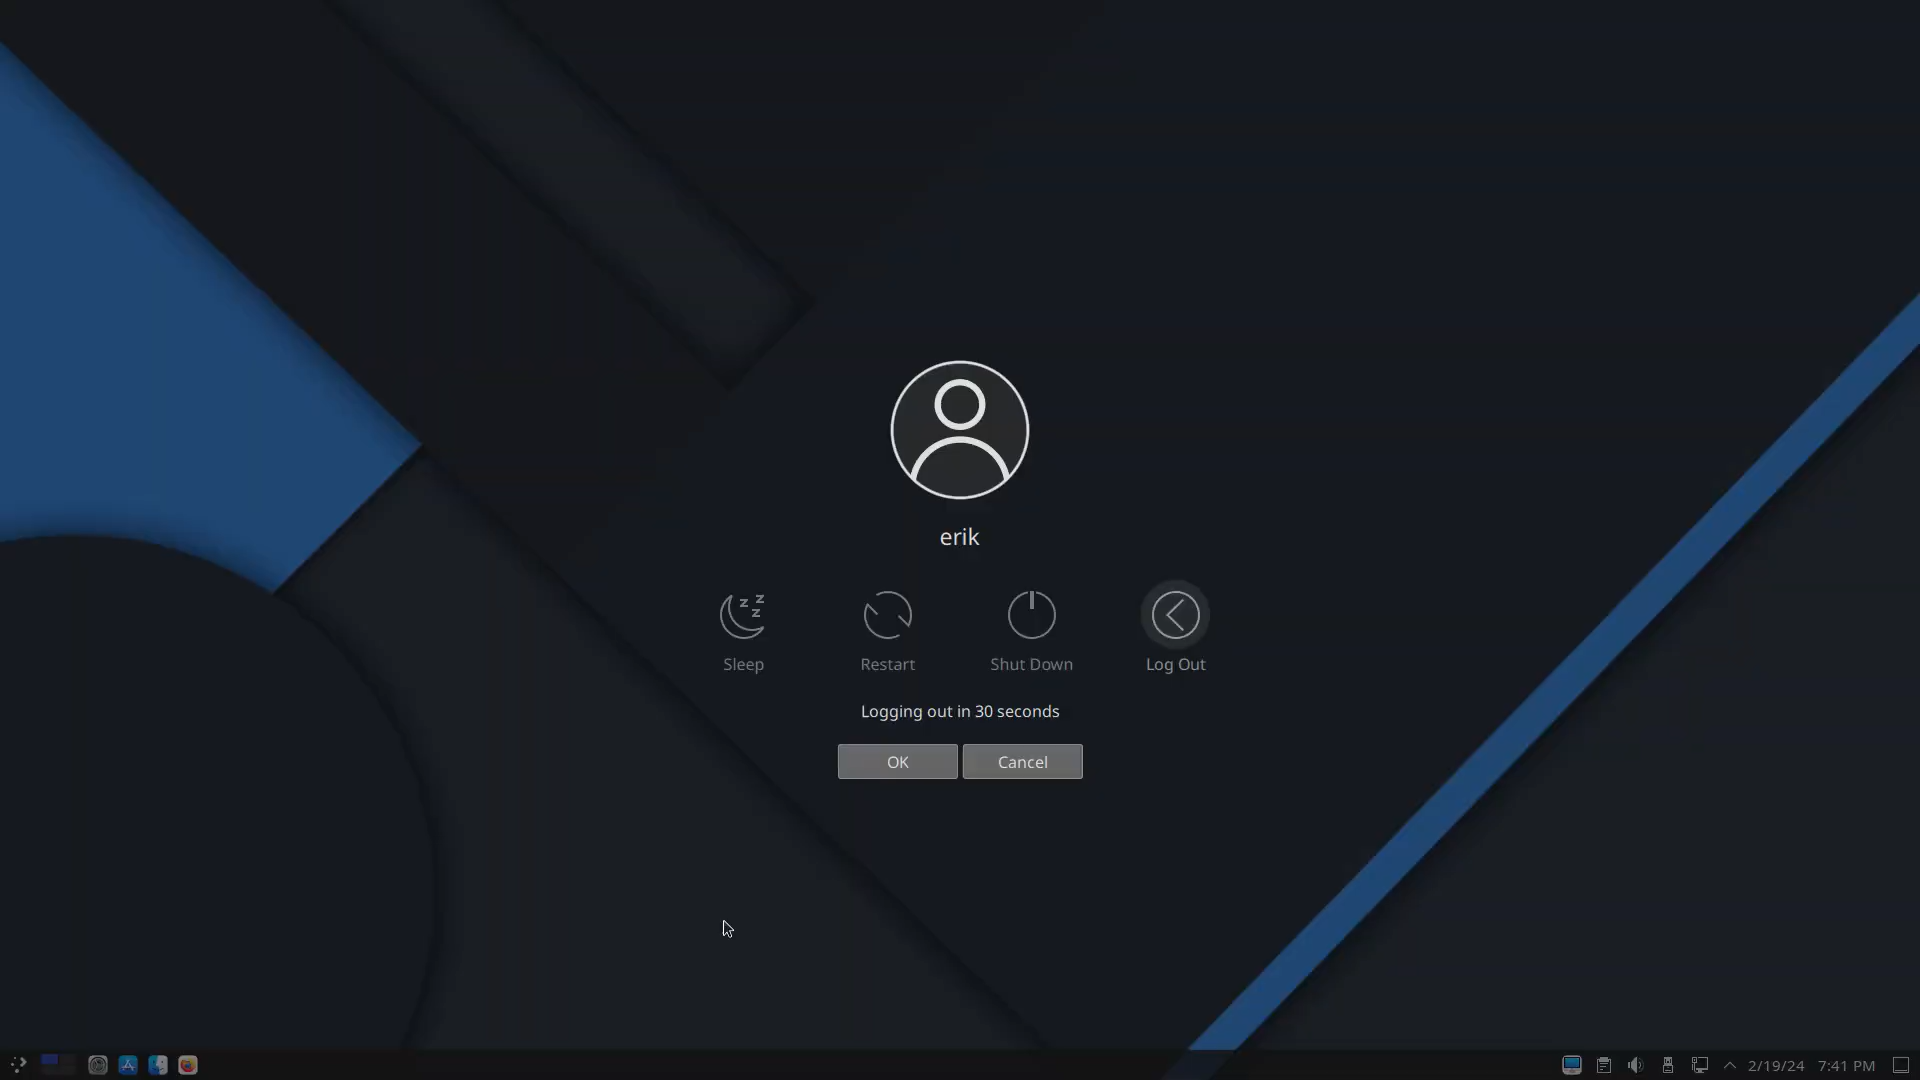 erik
Sleep
Restart
Shut Down
Log Out
Logging out in 30 seconds
OK
Cancel
2/19/24
7:41 PM